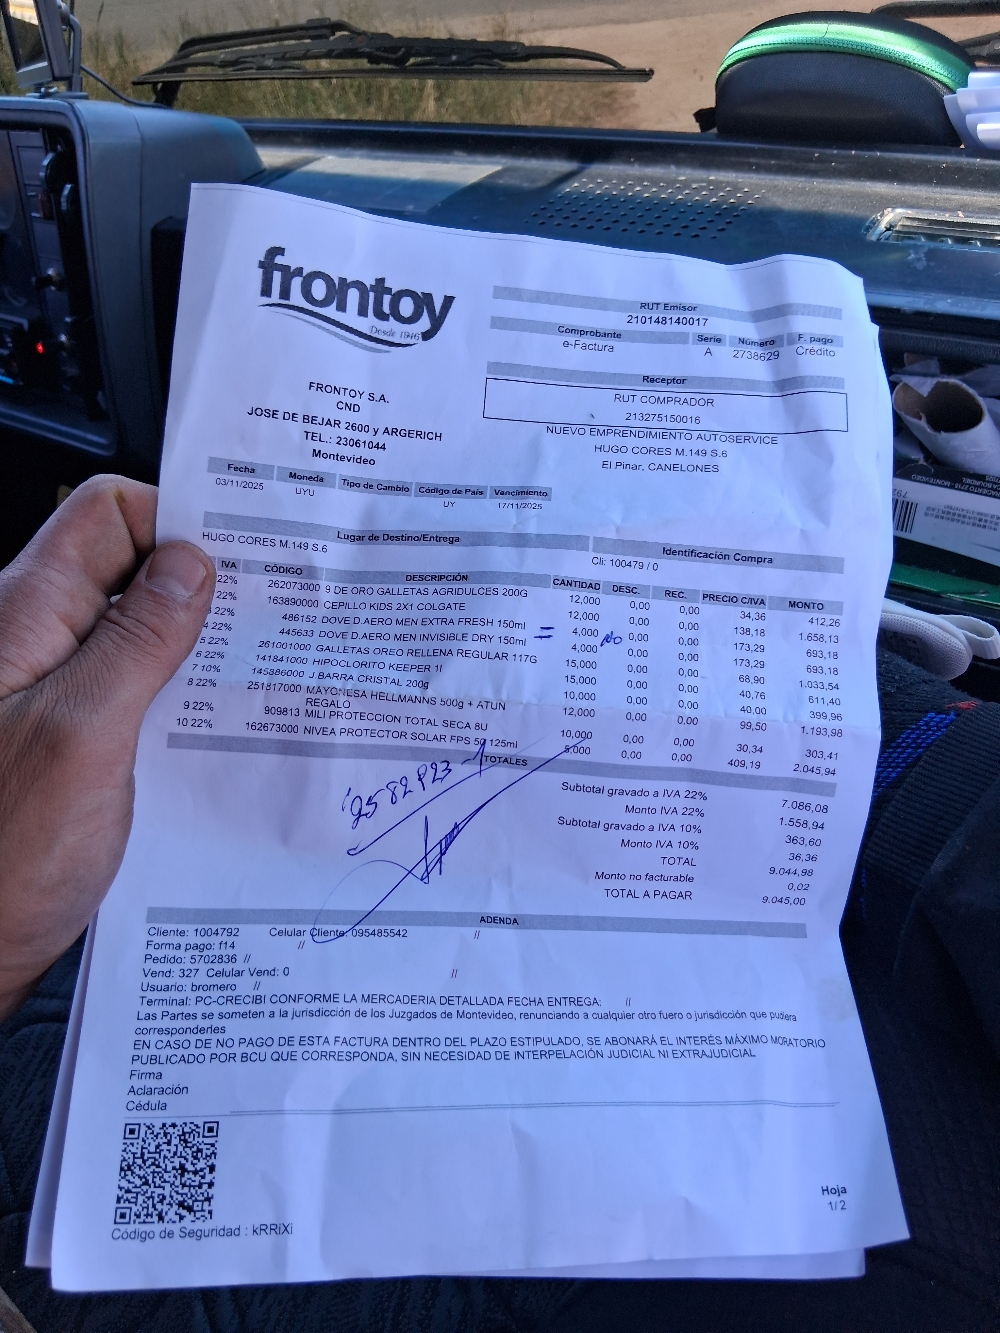 frontoy
Desde 1946
RUT Emisor
210148140017
Comprobante Serie Número F. pago
e-Factura A 2738629 Crédito
Receptor
RUT COMPRADOR
213275150016
NUEVO EMPRENDIMIENTO AUTOSERVICE
HUGO CORES M.149 S.6
El Pinar, CANELONES
FRONTOY S.A.
CND
JOSE DE BEJAR 2600 y ARGERICH
TEL.: 23061044
Montevideo
Fecha Moneda Tipo de Cambio Código de País Vencimiento
03/11/2025 UYU UY 17/11/2025
Lugar de Destino/Entrega Identificación Compra
HUGO CORES M.149 S.6 Cli: 100479 / 0
IVA CÓDIGO DESCRIPCIÓN CANTIDAD DESC. REC. PRECIO C/IVA MONTO
22% 262073000 9 DE ORO GALLETAS AGRIDULCES 200G 12,000 0,00 0,00 34,36 412,26
22% 163890000 CEPILLO KIDS 2X1 COLGATE 12,000 0,00 0,00 138,18 1.658,13
22% 486152 DOVE D.AERO MEN EXTRA FRESH 150ml = 4,000 no 0,00 0,00 173,29 693,18
4 22% 445633 DOVE D.AERO MEN INVISIBLE DRY 150ml 4,000 0,00 0,00 173,29 693,18
5 22% 261001000 GALLETAS OREO RELLENA REGULAR 117G 15,000 0,00 0,00 68,90 1.033,54
6 22% 141841000 HIPOCLORITO KEEPER 1l 15,000 0,00 0,00 40,76 611,40
7 10% 145386000 J.BARRA CRISTAL 200g 10,000 0,00 0,00 40,00 399,96
8 22% 251817000 MAYONESA HELLMANNS 500g + ATUN REGALO 12,000 0,00 0,00 99,50 1.193,98
9 22% 909813 MILI PROTECCION TOTAL SECA 8U 10,000 0,00 0,00 30,34 303,41
10 22% 162673000 NIVEA PROTECTOR SOLAR FPS 50 125ml 5,000 0,00 0,00 409,19 2.045,94
TOTALES
Subtotal gravado a IVA 22% 7.086,08
Monto IVA 22% 1.558,94
Subtotal gravado a IVA 10% 363,60
Monto IVA 10% 36,36
TOTAL 9.044,98
Monto no facturable 0,02
TOTAL A PAGAR 9.045,00
ADENDA
Cliente: 1004792 Celular Cliente: 095485542 //
Forma pago: f14 //
Pedido: 5702836 //
Vend: 327 Celular Vend: 0 //
Usuario: bromero //
Terminal: PC-CRECIBI CONFORME LA MERCADERIA DETALLADA FECHA ENTREGA: //
Las Partes se someten a la jurisdicción de los Juzgados de Montevideo, renunciando a cualquier otro fuero o jurisdicción que pudiera
corresponderles
EN CASO DE NO PAGO DE ESTA FACTURA DENTRO DEL PLAZO ESTIPULADO, SE ABONARÁ EL INTERÉS MÁXIMO MORATORIO
PUBLICADO POR BCU QUE CORRESPONDA, SIN NECESIDAD DE INTERPELACIÓN JUDICIAL NI EXTRAJUDICIAL
Firma
Aclaración
Cédula
Hoja
1/2
Código de Seguridad : kRRiXi